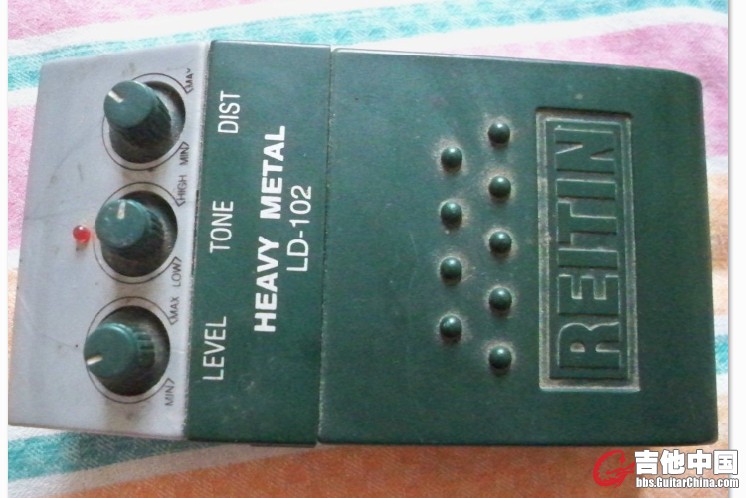 MIN MAX
LOW HIGH
MIN
LEVEL TONE DIST
HEAVY METAL
LD-102
REITIN
吉他中国
bbs.GuitarChina.com